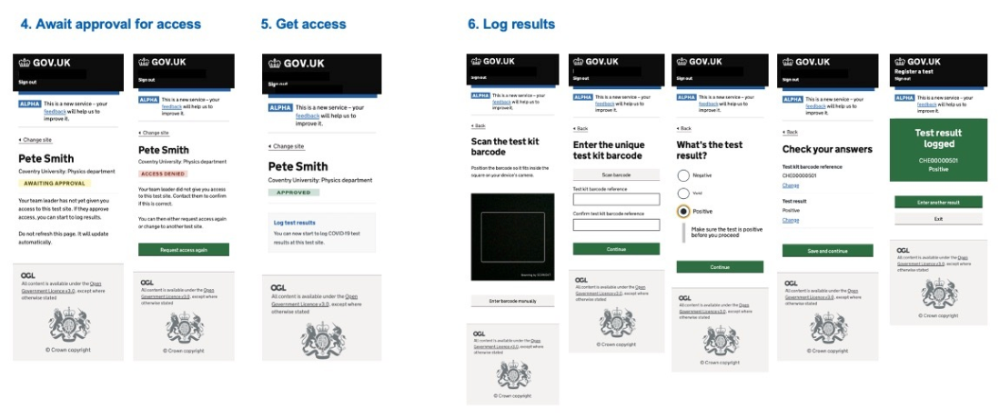 4. Await approval for access
5. Get access
6. Log results
GOV.UK
Sign out
ALPHA
This is a new service – your
feedback will help us to
improve it.
Change site
Pete Smith
Coventry University: Physics department
AWAITING APPROVAL
Your team leader has not yet given you
access to this test site. If they approve
access, you can start to log results.
Do not refresh this page. It will update
automatically.
OGL
All content is available under the Open
Government Licence v3.0, except where
otherwise stated
© Crown copyright
GOV.UK
Sign out
ALPHA
This is a new service – your
feedback will help us to
improve it.
Change site
Pete Smith
Coventry University: Physics department
ACCESS DENIED
Your team leader did not give you access
to this test site. Contact them to confirm
if this is correct.
You can then either request access again
or change to another test site.
Request access again
OGL
All content is available under the Open
Government Licence v3.0, except where
otherwise stated
© Crown copyright
GOV.UK
Sign out
ALPHA
This is a new service – your
feedback will help us to
improve it.
Change site
Pete Smith
Coventry University: Physics department
APPROVED
Log test results
You can now start to log COVID-19 test
results at this test site.
OGL
All content is available under the Open
Government Licence v3.0, except where
otherwise stated
© Crown copyright
GOV.UK
Sign out
ALPHA
This is a new service – your
feedback will help us to
improve it.
Back
Scan the test kit
barcode
Position the barcode so it fits inside the
square on your device's camera.
Enter barcode manually
OGL
All content is available under the Open
Government Licence v3.0, except where
otherwise stated
© Crown copyright
GOV.UK
Sign out
ALPHA
This is a new service – your
feedback will help us to
improve it.
Back
Enter the unique
test kit barcode
Scan barcode
Test kit barcode reference
Confirm test kit barcode reference
Continue
OGL
All content is available under the Open
Government Licence v3.0, except where
otherwise stated
© Crown copyright
GOV.UK
Sign out
ALPHA
This is a new service – your
feedback will help us to
improve it.
Back
What's the test
result?
Negative
Void
Positive
Make sure the test is positive
before you proceed
Continue
OGL
All content is available under the Open
Government Licence v3.0, except where
otherwise stated
© Crown copyright
GOV.UK
Sign out
ALPHA
This is a new service – your
feedback will help us to
improve it.
Back
Check your answers
Test kit barcode reference
CHE00000501
Change
Test result
Positive
Change
Save and continue
OGL
All content is available under the Open
Government Licence v3.0, except where
otherwise stated
© Crown copyright
GOV.UK
Register a test
ALPHA
This is a new service – your
feedback will help us to
improve it.
Test result
logged
CHE00000501
Positive
Enter another result
Exit
OGL
All content is available under the Open
Government Licence v3.0, except where
otherwise stated
© Crown copyright